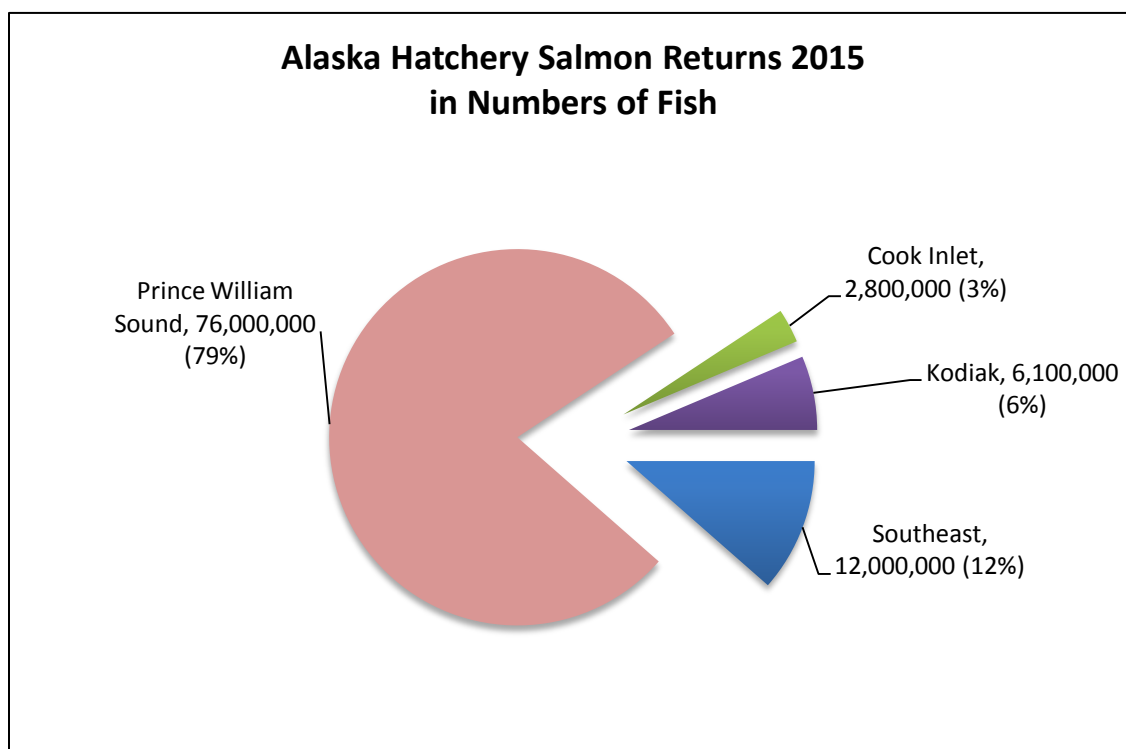 Alaska Hatchery Salmon Returns 2015
in Numbers of Fish
Prince William
Sound, 76,000,000
(79%)
Cook Inlet,
2,800,000 (3%)
Kodiak, 6,100,000
(6%)
Southeast,
12,000,000 (12%)